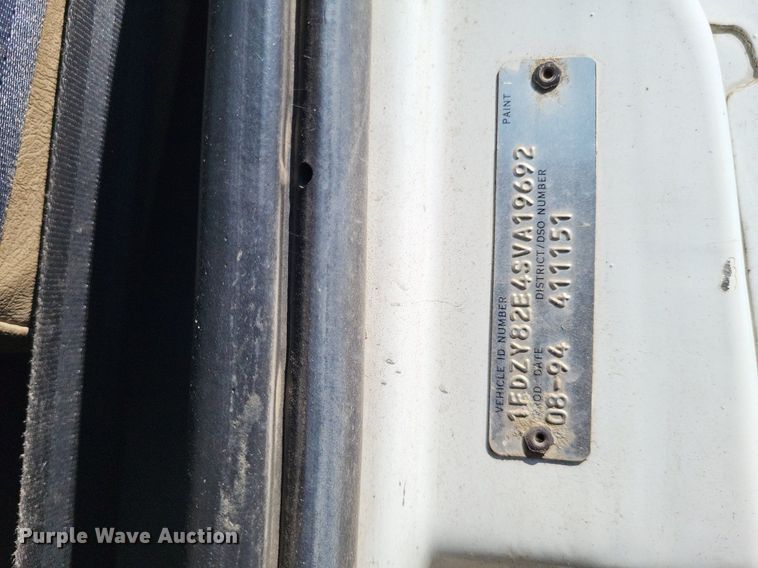 VEHICLE ID NUMBER
PAINT
1FDZY82E4SVA19692
PROD DATE
DISTRICT/DSO NUMBER
08-94
411151
Purple Wave Auction